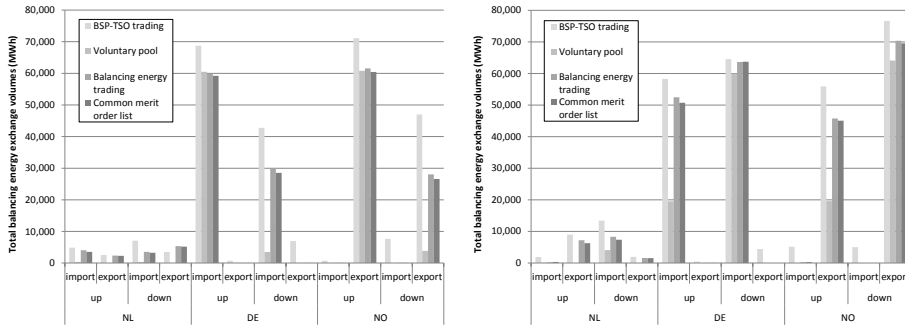 Total balancing energy exchange volumes (MWh)
80,000
70,000
60,000
50,000
40,000
30,000
20,000
10,000
0
BSP-TSO trading
Voluntary pool
Balancing energy
trading
Common merit
order list
import export import export import export import export import export import export
up down up down up down
NL DE NO
Total balancing energy exchange volumes (MWh)
80,000
70,000
60,000
50,000
40,000
30,000
20,000
10,000
0
BSP-TSO trading
Voluntary pool
Balancing energy
trading
Common merit
order list
import export import export import export import export import export import export
up down up down up down
NL DE NO